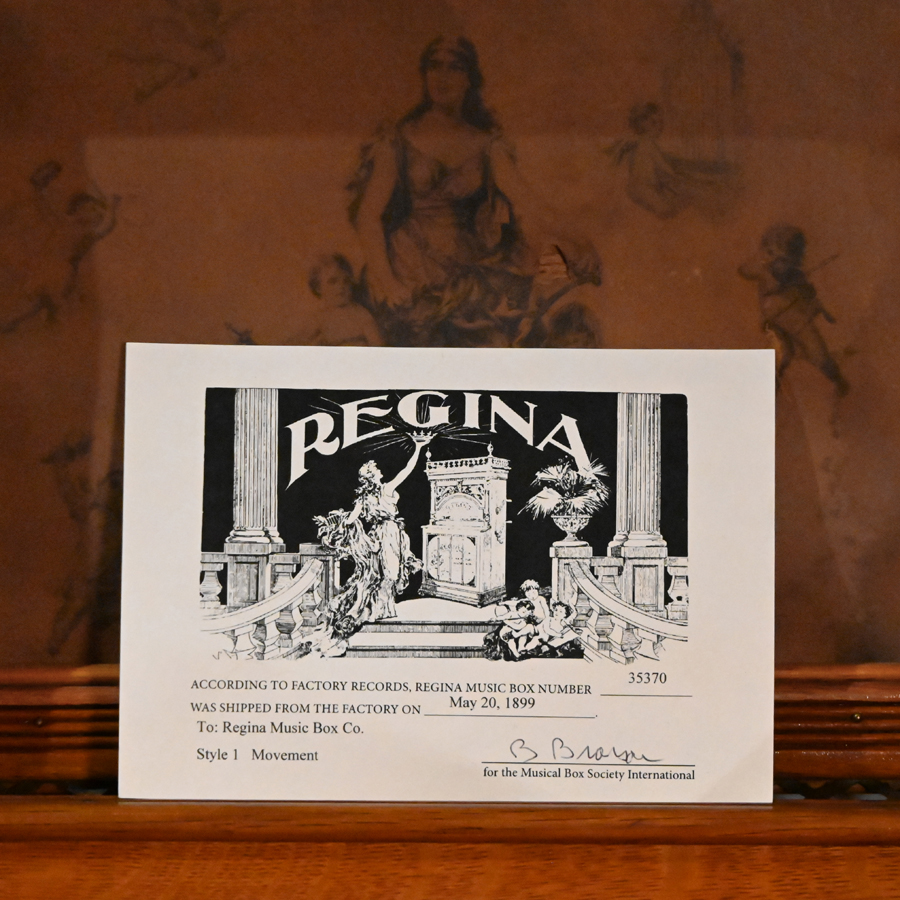 REGINA
ACCORDING TO FACTORY RECORDS, REGINA MUSIC BOX NUMBER 35370
WAS SHIPPED FROM THE FACTORY ON May 20, 1899.
To: Regina Music Box Co.
Style 1 Movement
B Brown
for the Musical Box Society International